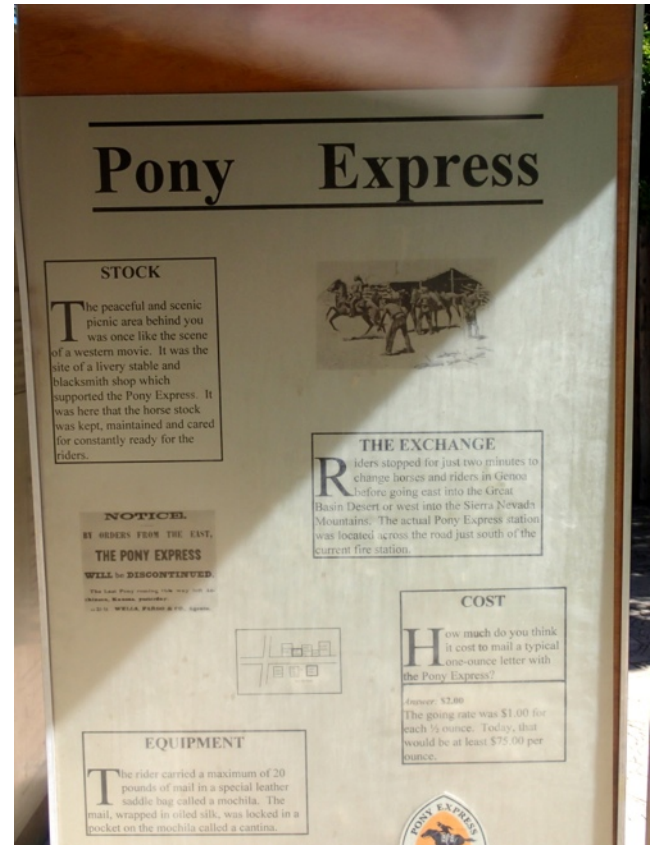 Pony Express
STOCK
The peaceful and scenic
picnic area behind you
was once like the scene
of a western movie. It was the
site of a livery stable and
blacksmith shop which
supported the Pony Express. It
was here that the horse stock
was kept, maintained and cared
for constantly ready for the
riders.
THE EXCHANGE
Riders stopped for just two minutes to
change horses and riders in Genoa
before going east into the Great
Basin Desert or west into the Sierra Nevada
Mountains. The actual Pony Express station
was located across the road just south of the
current fire station.
NOTICE.
BY ORDERS FROM THE EAST,
THE PONY EXPRESS
WILL be DISCONTINUED.
The Last Pony
WELLS, FARGO & CO., Agents.
COST
How much do you think
it cost to mail a typical
one-ounce letter with
the Pony Express?
Answer: $2.00
The going rate was $1.00 for
each ½ ounce. Today, that
would be at least $75.00 per
ounce.
EQUIPMENT
The rider carried a maximum of 20
pounds of mail in a special leather
saddle bag called a mochila. The
mail, wrapped in oiled silk, was locked in a
pocket on the mochila called a cantina.
PONY EXPRESS